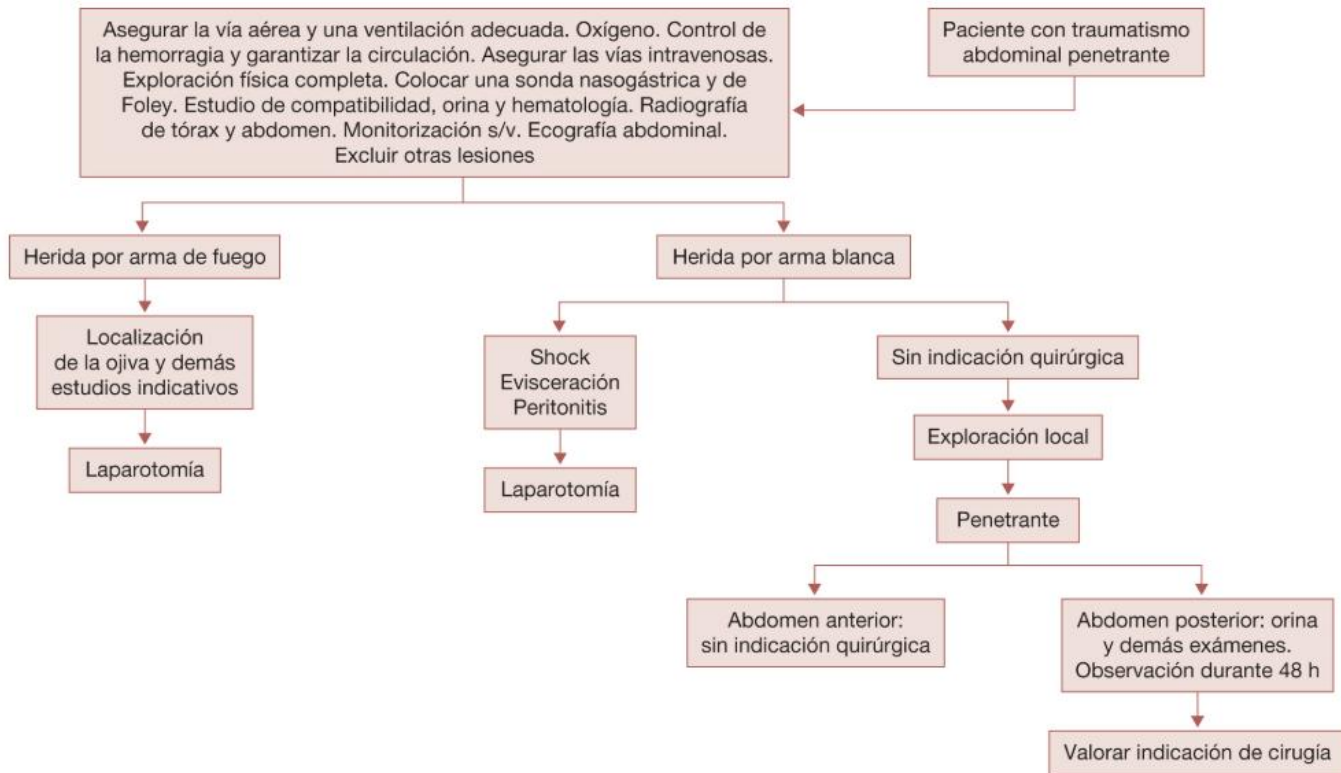 Asegurar la vía aérea y una ventilación adecuada. Oxígeno. Control de
la hemorragia y garantizar la circulación. Asegurar las vías intravenosas.
Exploración física completa. Colocar una sonda nasogástrica y de
Foley. Estudio de compatibilidad, orina y hematología. Radiografía
de tórax y abdomen. Monitorización s/v. Ecografía abdominal.
Excluir otras lesiones
Paciente con traumatismo
abdominal penetrante
Herida por arma de fuego
Herida por arma blanca
Localización
de la ojiva y demás
estudios indicativos
Shock
Evisceración
Peritonitis
Sin indicación quirúrgica
Exploración local
Laparotomía
Laparotomía
Penetrante
Abdomen anterior:
sin indicación quirúrgica
Abdomen posterior: orina
y demás exámenes.
Observación durante 48 h
Valorar indicación de cirugía